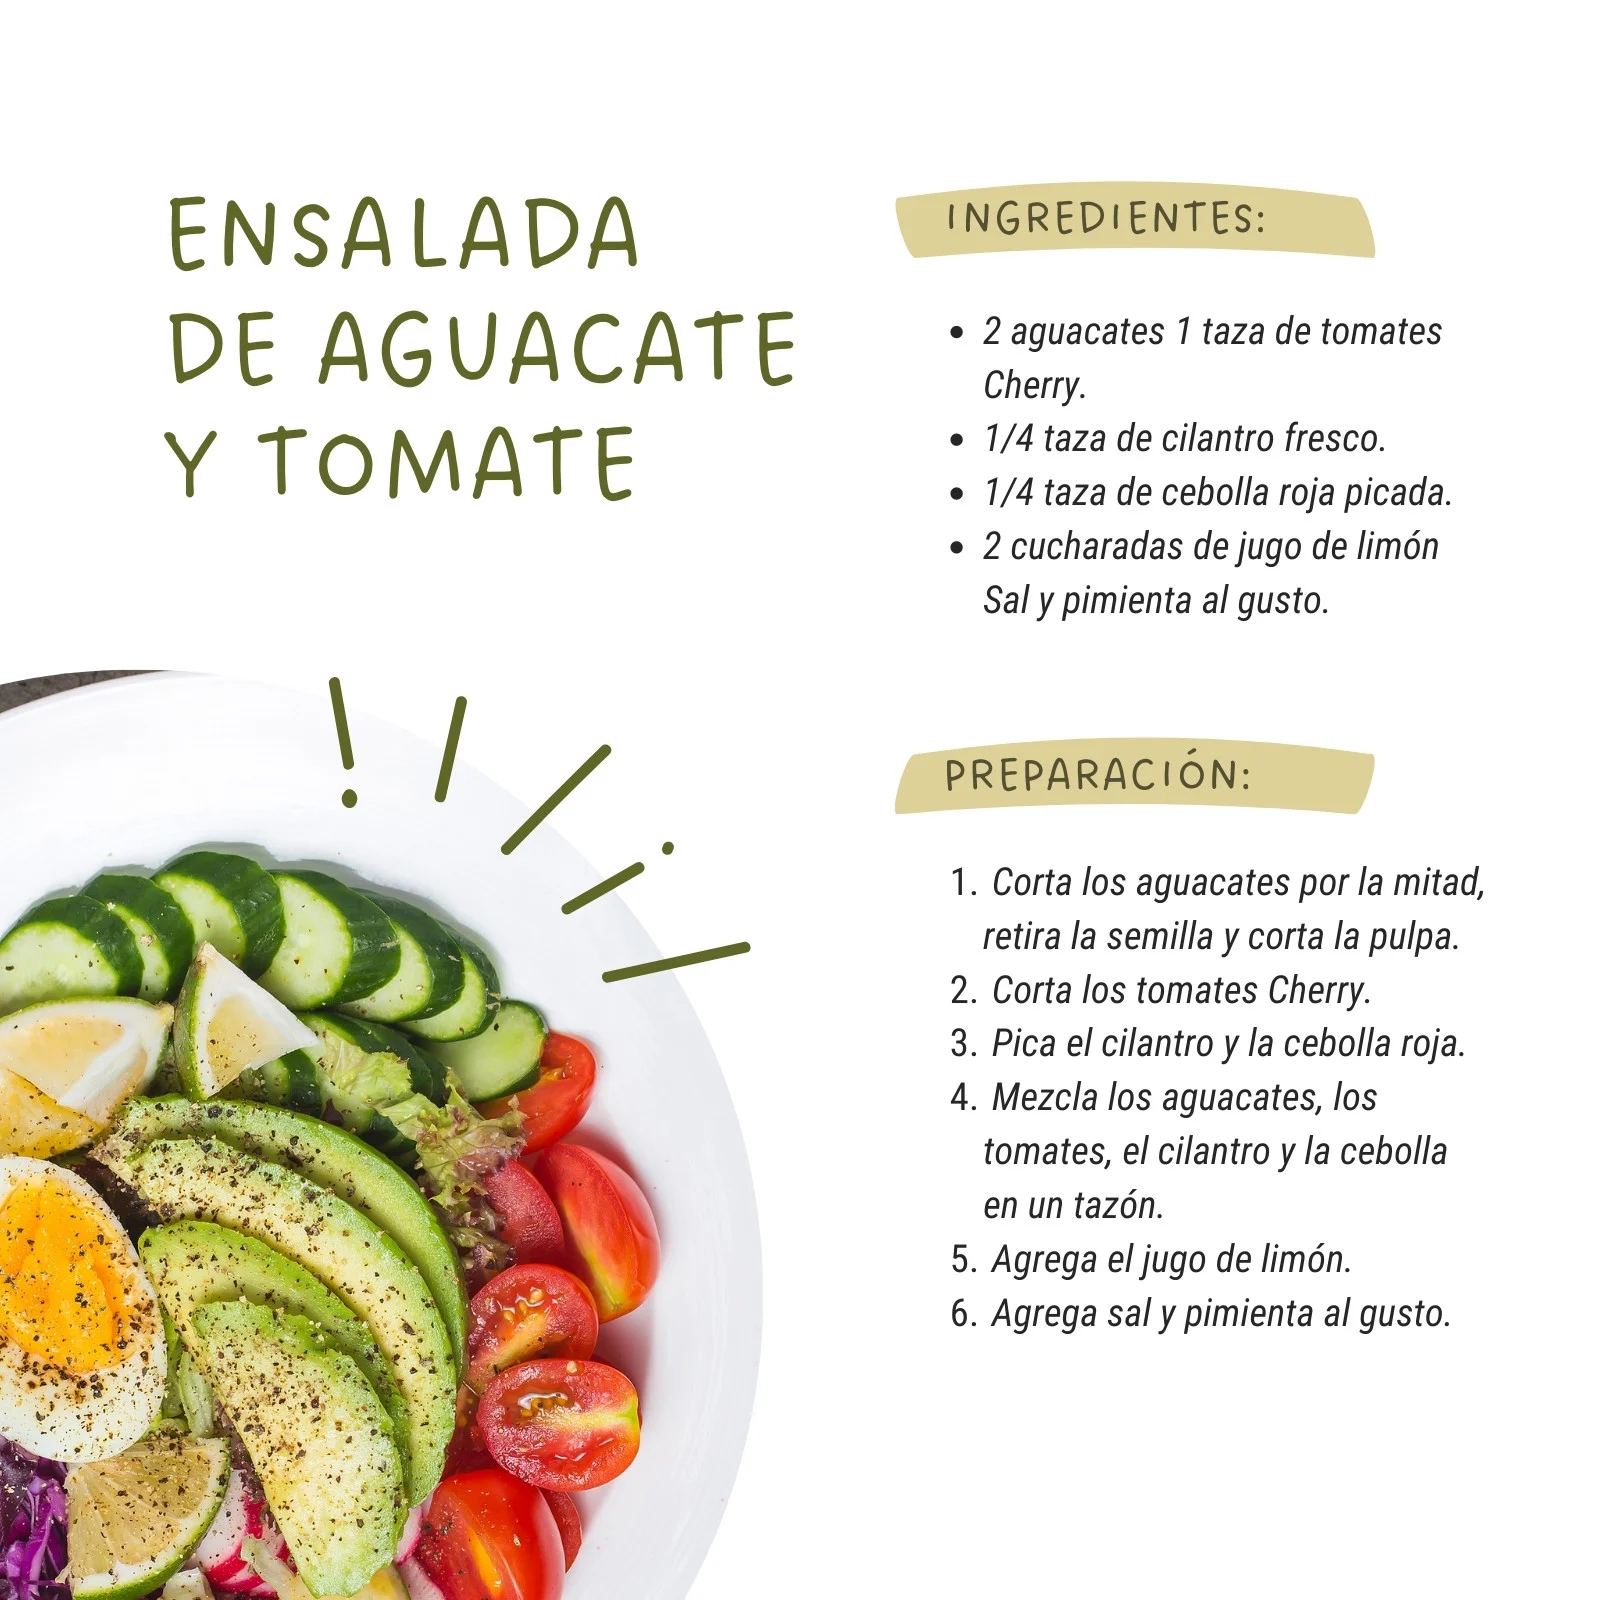 ENSALADA
DE AGUACATE
Y TOMATE
INGREDIENTES:
• 2 aguacates 1 taza de tomates
Cherry.
• 1/4 taza de cilantro fresco.
• 1/4 taza de cebolla roja picada.
• 2 cucharadas de jugo de limón
Sal y pimienta al gusto.
PREPARACIÓN:
1. Corta los aguacates por la mitad,
retira la semilla y corta la pulpa.
2. Corta los tomates Cherry.
3. Pica el cilantro y la cebolla roja.
4. Mezcla los aguacates, los
tomates, el cilantro y la cebolla
en un tazón.
5. Agrega el jugo de limón.
6. Agrega sal y pimienta al gusto.